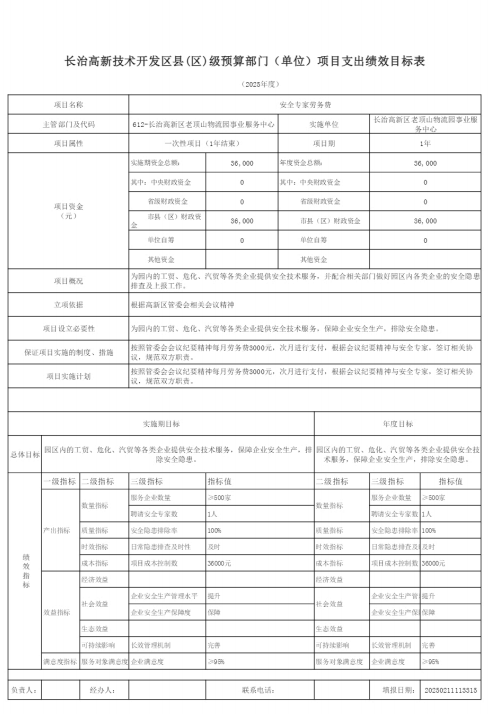 长治高新技术开发区县(区)级预算部门（单位）项目支出绩效目标表
（2023年度）
项目名称 安全专家劳务费
主管部门及代码 612-长治高新区老顶山物流园事业服务中心 实施单位 长治高新区老顶山物流园事业服
务中心
项目属性 一次性项目（1年结束） 项目期 1年
项目资金
（元）
实施期资金总额： 36,000 年度资金总额： 36,000
其中：中央财政资金 0 其中：中央财政资金 0
省级财政资金 0 省级财政资金 0
市县（区）财政资
金 36,000 市县（区）财政资金 36,000
单位自筹 0 单位自筹 0
其他资金 其他资金
项目概况 为园内的工贸、危化、汽贸等各类企业提供安全技术服务，并配合相关部门做好园区内各类企业的安全隐患
排查及上报工作。
立项依据 根据高新区管委会相关会议精神
项目设立必要性 为园内的工贸、危化、汽贸等各类企业提供安全技术服务，保障企业安全生产，排除安全隐患。
保证项目实施的制度、措施 按照管委会会议纪要精神每月劳务费3000元，次月进行支付，根据会议纪要精神与安全专家，签订相关协
议，规范双方职责。
项目实施计划 按照管委会会议纪要精神每月劳务费3000元，次月进行支付，根据会议纪要精神与安全专家，签订相关协
议，规范双方职责。
实施期目标 年度目标
总体目标 园区内的工贸、危化、汽贸等各类企业提供安全技术服务，保障企业安全生产，排
除安全隐患。 园区内的工贸、危化、汽贸等各类企业提供安全技
术服务，保障企业安全生产，排除安全隐患。
绩
效
指
标
一级指标 二级指标 三级指标 指标值 二级指标 三级指标 指标值
产出指标 数量指标 服务企业数量 ≥500家 数量指标 服务企业数量 ≥500家
聘请安全专家数 1人 聘请安全专家数 1人
质量指标 安全隐患排除率 100% 质量指标 安全隐患排除率 100%
时效指标 日常隐患排查及时性 及时 时效指标 日常隐患排查及 及时
成本指标 项目成本控制数 36000元 成本指标 项目成本控制数 36000元
效益指标 经济效益 经济效益
社会效益 企业安全生产管理水平 提升 社会效益 企业安全生产管 提升
企业安全生产保障度 保障 企业安全生产保 保障
生态效益 生态效益
可持续影响 长效管理机制 完善 可持续影响 长效管理机制 完善
满意度指标 服务对象满意度 企业满意度 ≥95% 服务对象满意度 企业满意度 ≥95%
负责人： 经办人： 联系电话： 填报日期： 20230211113313